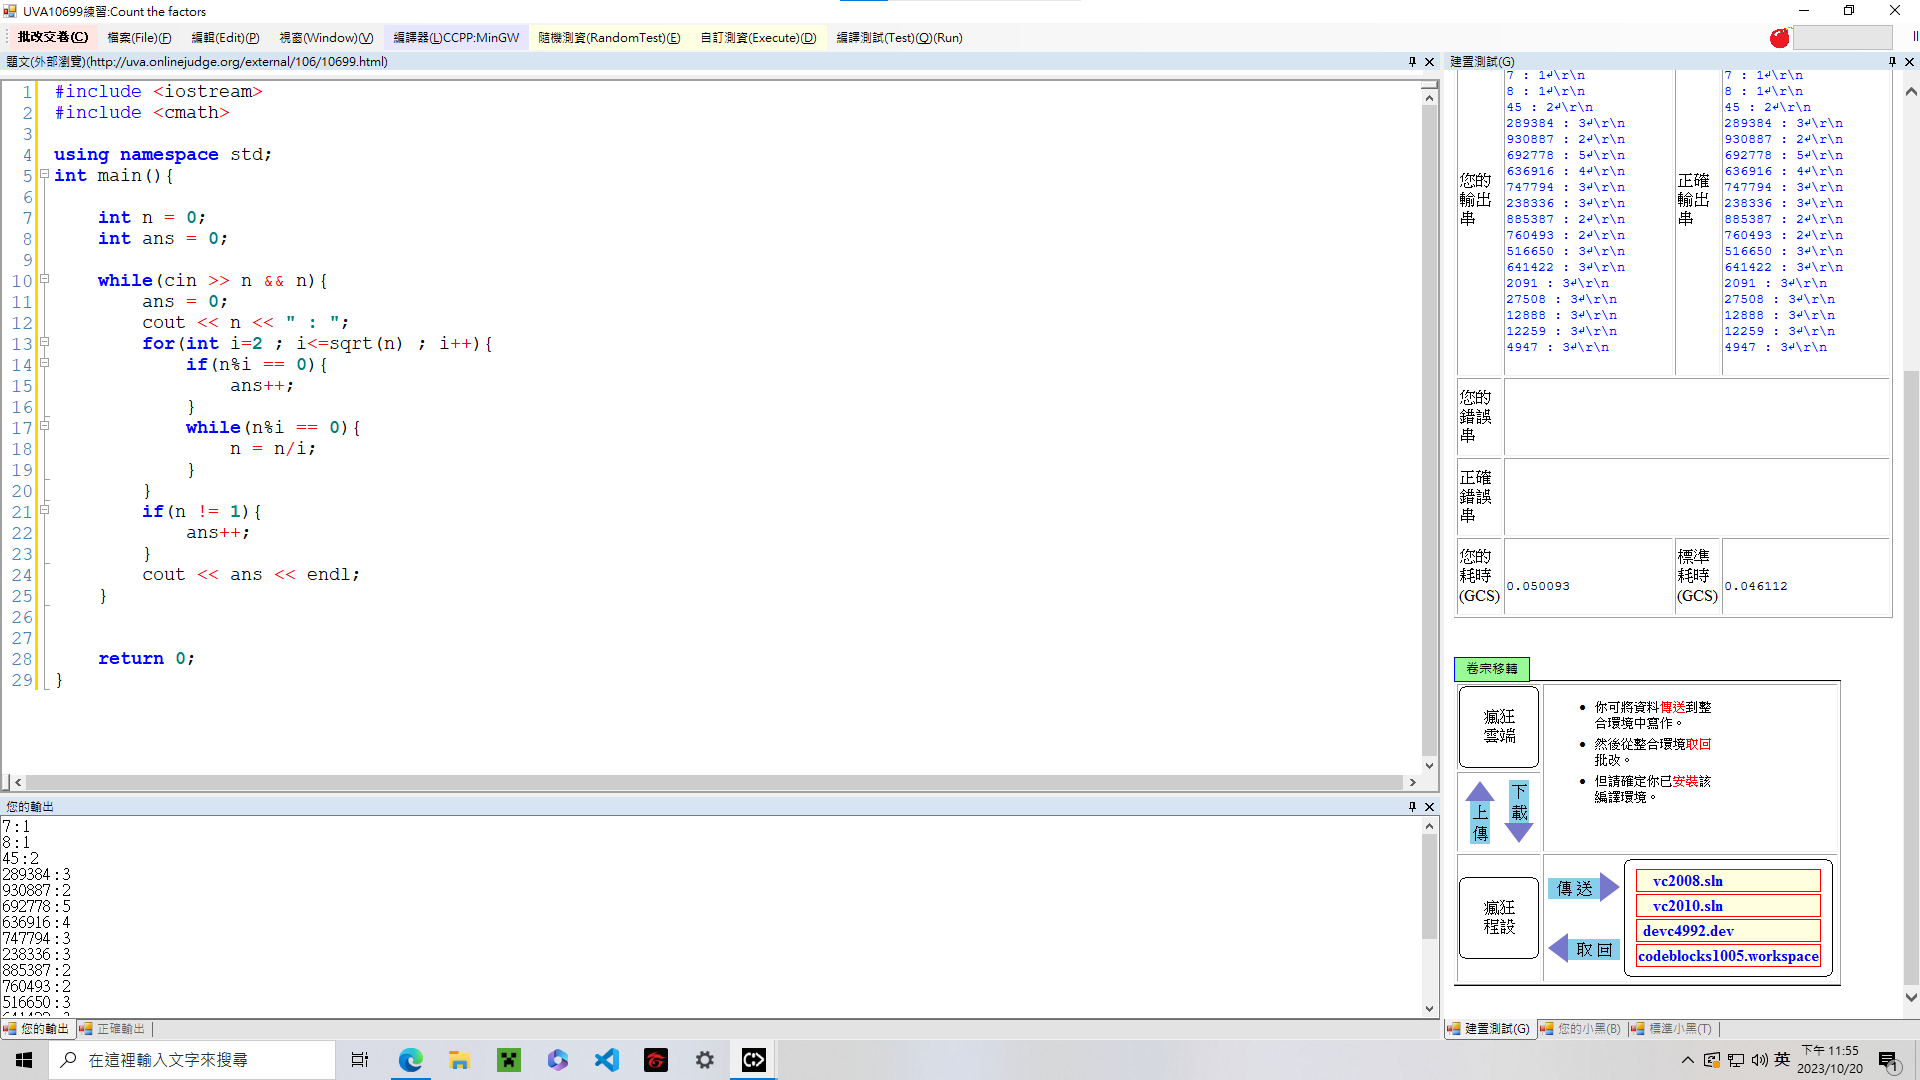 UVA10699練習:Count the factors
批改交卷(C) 檔案(File)(F) 編輯(Edit)(P) 視窗(Window)(V) 編譯器(L)CCPP:MinGW 隨機測資(RandomTest)(E) 自訂測資(Execute)(D) 編譯測試(Test)(Q)(Run)
題文(外部瀏覽)(http://uva.onlinejudge.org/external/106/10699.html)
1 #include <iostream>
2 #include <cmath>
3
4 using namespace std;
5 int main(){
6
7 int n = 0;
8 int ans = 0;
9
10 while(cin >> n && n){
11 ans = 0;
12 cout << n << " : ";
13 for(int i=2 ; i<=sqrt(n) ; i++){
14 if(n%i == 0){
15 ans++;
16 }
17 while(n%i == 0){
18 n = n/i;
19 }
20 }
21 if(n != 1){
22 ans++;
23 }
24 cout << ans << endl;
25 }
26
27
28 return 0;
29 }
您的輸出
7:1
8:1
45:2
289384:3
930887:2
692778:5
636916:4
747794:3
238336:3
885387:2
760493:2
516650:3
641422:3
您的輸出 正確輸出
建置測試(G)
您的輸出串
7 : 1↵\r\n
8 : 1↵\r\n
45 : 2↵\r\n
289384 : 3↵\r\n
930887 : 2↵\r\n
692778 : 5↵\r\n
636916 : 4↵\r\n
747794 : 3↵\r\n
238336 : 3↵\r\n
885387 : 2↵\r\n
760493 : 2↵\r\n
516650 : 3↵\r\n
641422 : 3↵\r\n
2091 : 3↵\r\n
27508 : 3↵\r\n
12888 : 3↵\r\n
12259 : 3↵\r\n
4947 : 3↵\r\n
正確輸出串
7 : 1↵\r\n
8 : 1↵\r\n
45 : 2↵\r\n
289384 : 3↵\r\n
930887 : 2↵\r\n
692778 : 5↵\r\n
636916 : 4↵\r\n
747794 : 3↵\r\n
238336 : 3↵\r\n
885387 : 2↵\r\n
760493 : 2↵\r\n
516650 : 3↵\r\n
641422 : 3↵\r\n
2091 : 3↵\r\n
27508 : 3↵\r\n
12888 : 3↵\r\n
12259 : 3↵\r\n
4947 : 3↵\r\n
您的錯誤串
正確錯誤串
您的耗時(GCS) 0.050093 標準耗時(GCS) 0.046112
卷宗移轉
瘋狂雲端
你可將資料傳送到整
合環境中寫作。
然後從整合環境取回
批改。
但請確定你已安裝該
編譯環境。
上傳 下載
瘋狂程設
傳送
取回
vc2008.sln
vc2010.sln
devc4992.dev
codeblocks1005.workspace
建置測試(G) 您的小黑(B) 標準小黑(T)
在這裡輸入文字來搜尋
英
下午 11:55
2023/10/20
1